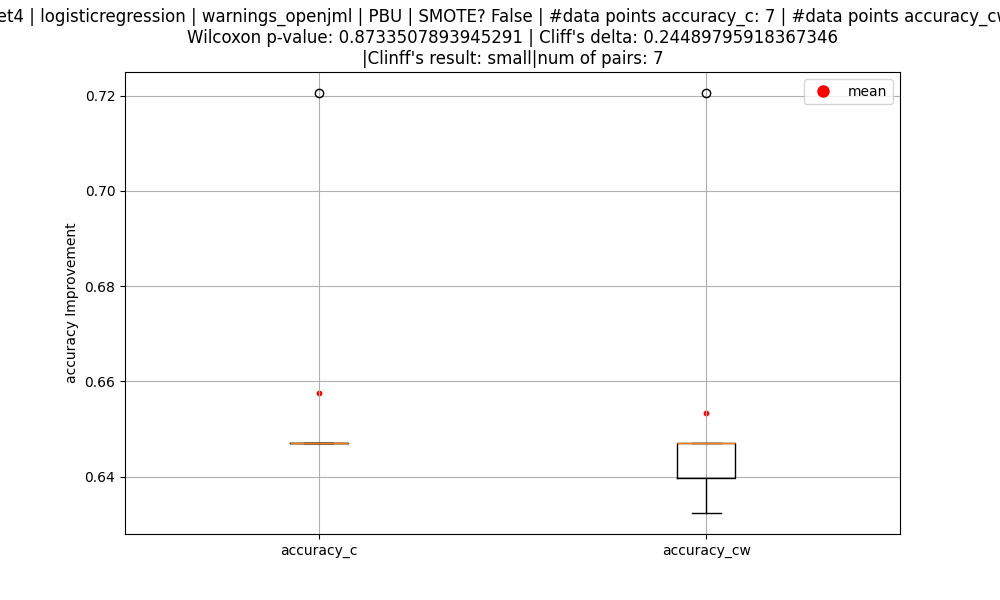 et4 | logisticregression | warnings_openjml | PBU | SMOTE? False | #data points accuracy_c: 7 | #data points accuracy_cw
Wilcoxon p-value: 0.8733507893945291 | Cliff's delta: 0.24489795918367346
|Clinff's result: small|num of pairs: 7
mean
0.72
0.70
0.68
0.66
0.64
accuracy Improvement
accuracy_c
accuracy_cw